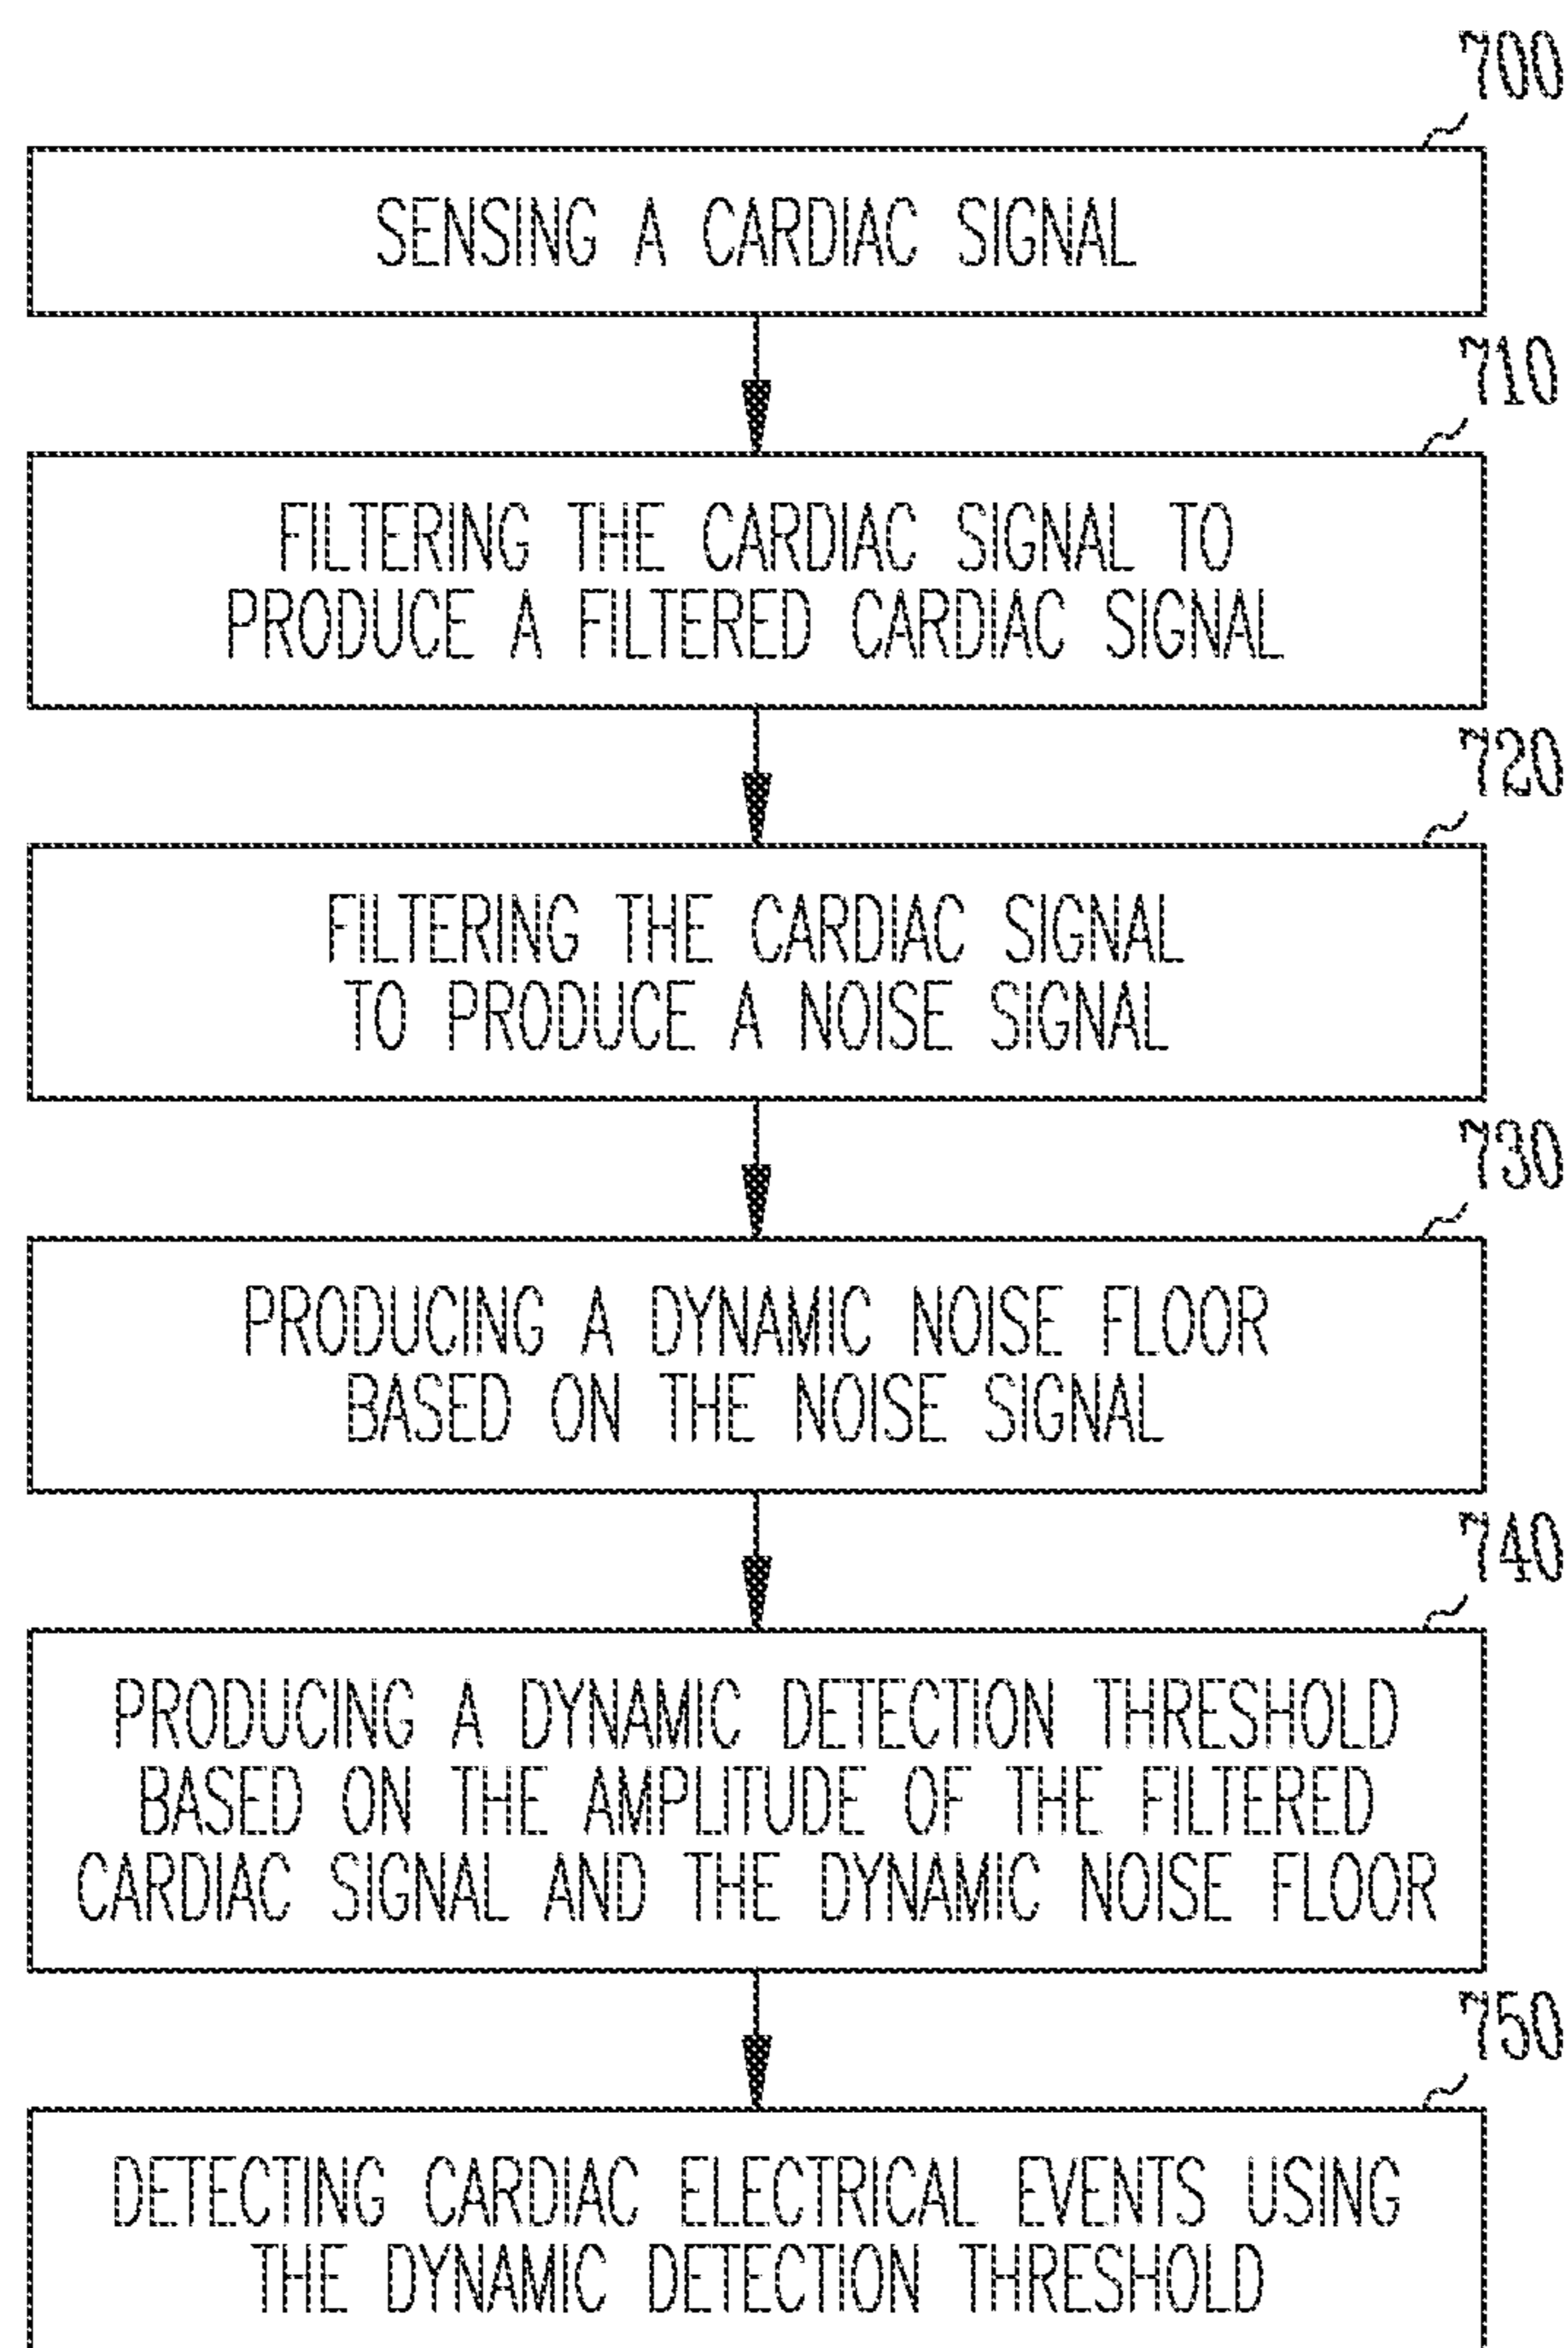 700
SENSING A CARDIAC SIGNAL
710
FILTERING THE CARDIAC SIGNAL TO
PRODUCE A FILTERED CARDIAC SIGNAL
720
FILTERING THE CARDIAC SIGNAL
TO PRODUCE A NOISE SIGNAL
730
PRODUCING A DYNAMIC NOISE FLOOR
BASED ON THE NOISE SIGNAL
740
PRODUCING A DYNAMIC DETECTION THRESHOLD
BASED ON THE AMPLITUDE OF THE FILTERED
CARDIAC SIGNAL AND THE DYNAMIC NOISE FLOOR
750
DETECTING CARDIAC ELECTRICAL EVENTS USING
THE DYNAMIC DETECTION THRESHOLD